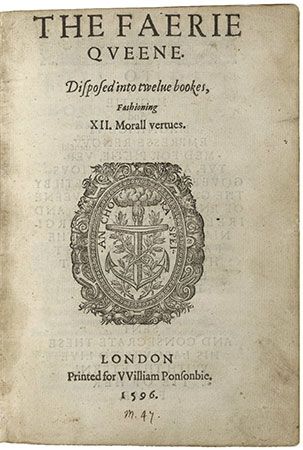 THE FAERIE
QVEENE.
Disposed into twelue bookes,
Fashioning
XII. Morall vertues.
ANCHORA SPEI
LONDON
Printed for VVilliam Ponsonbie.
1596.
M. 47.